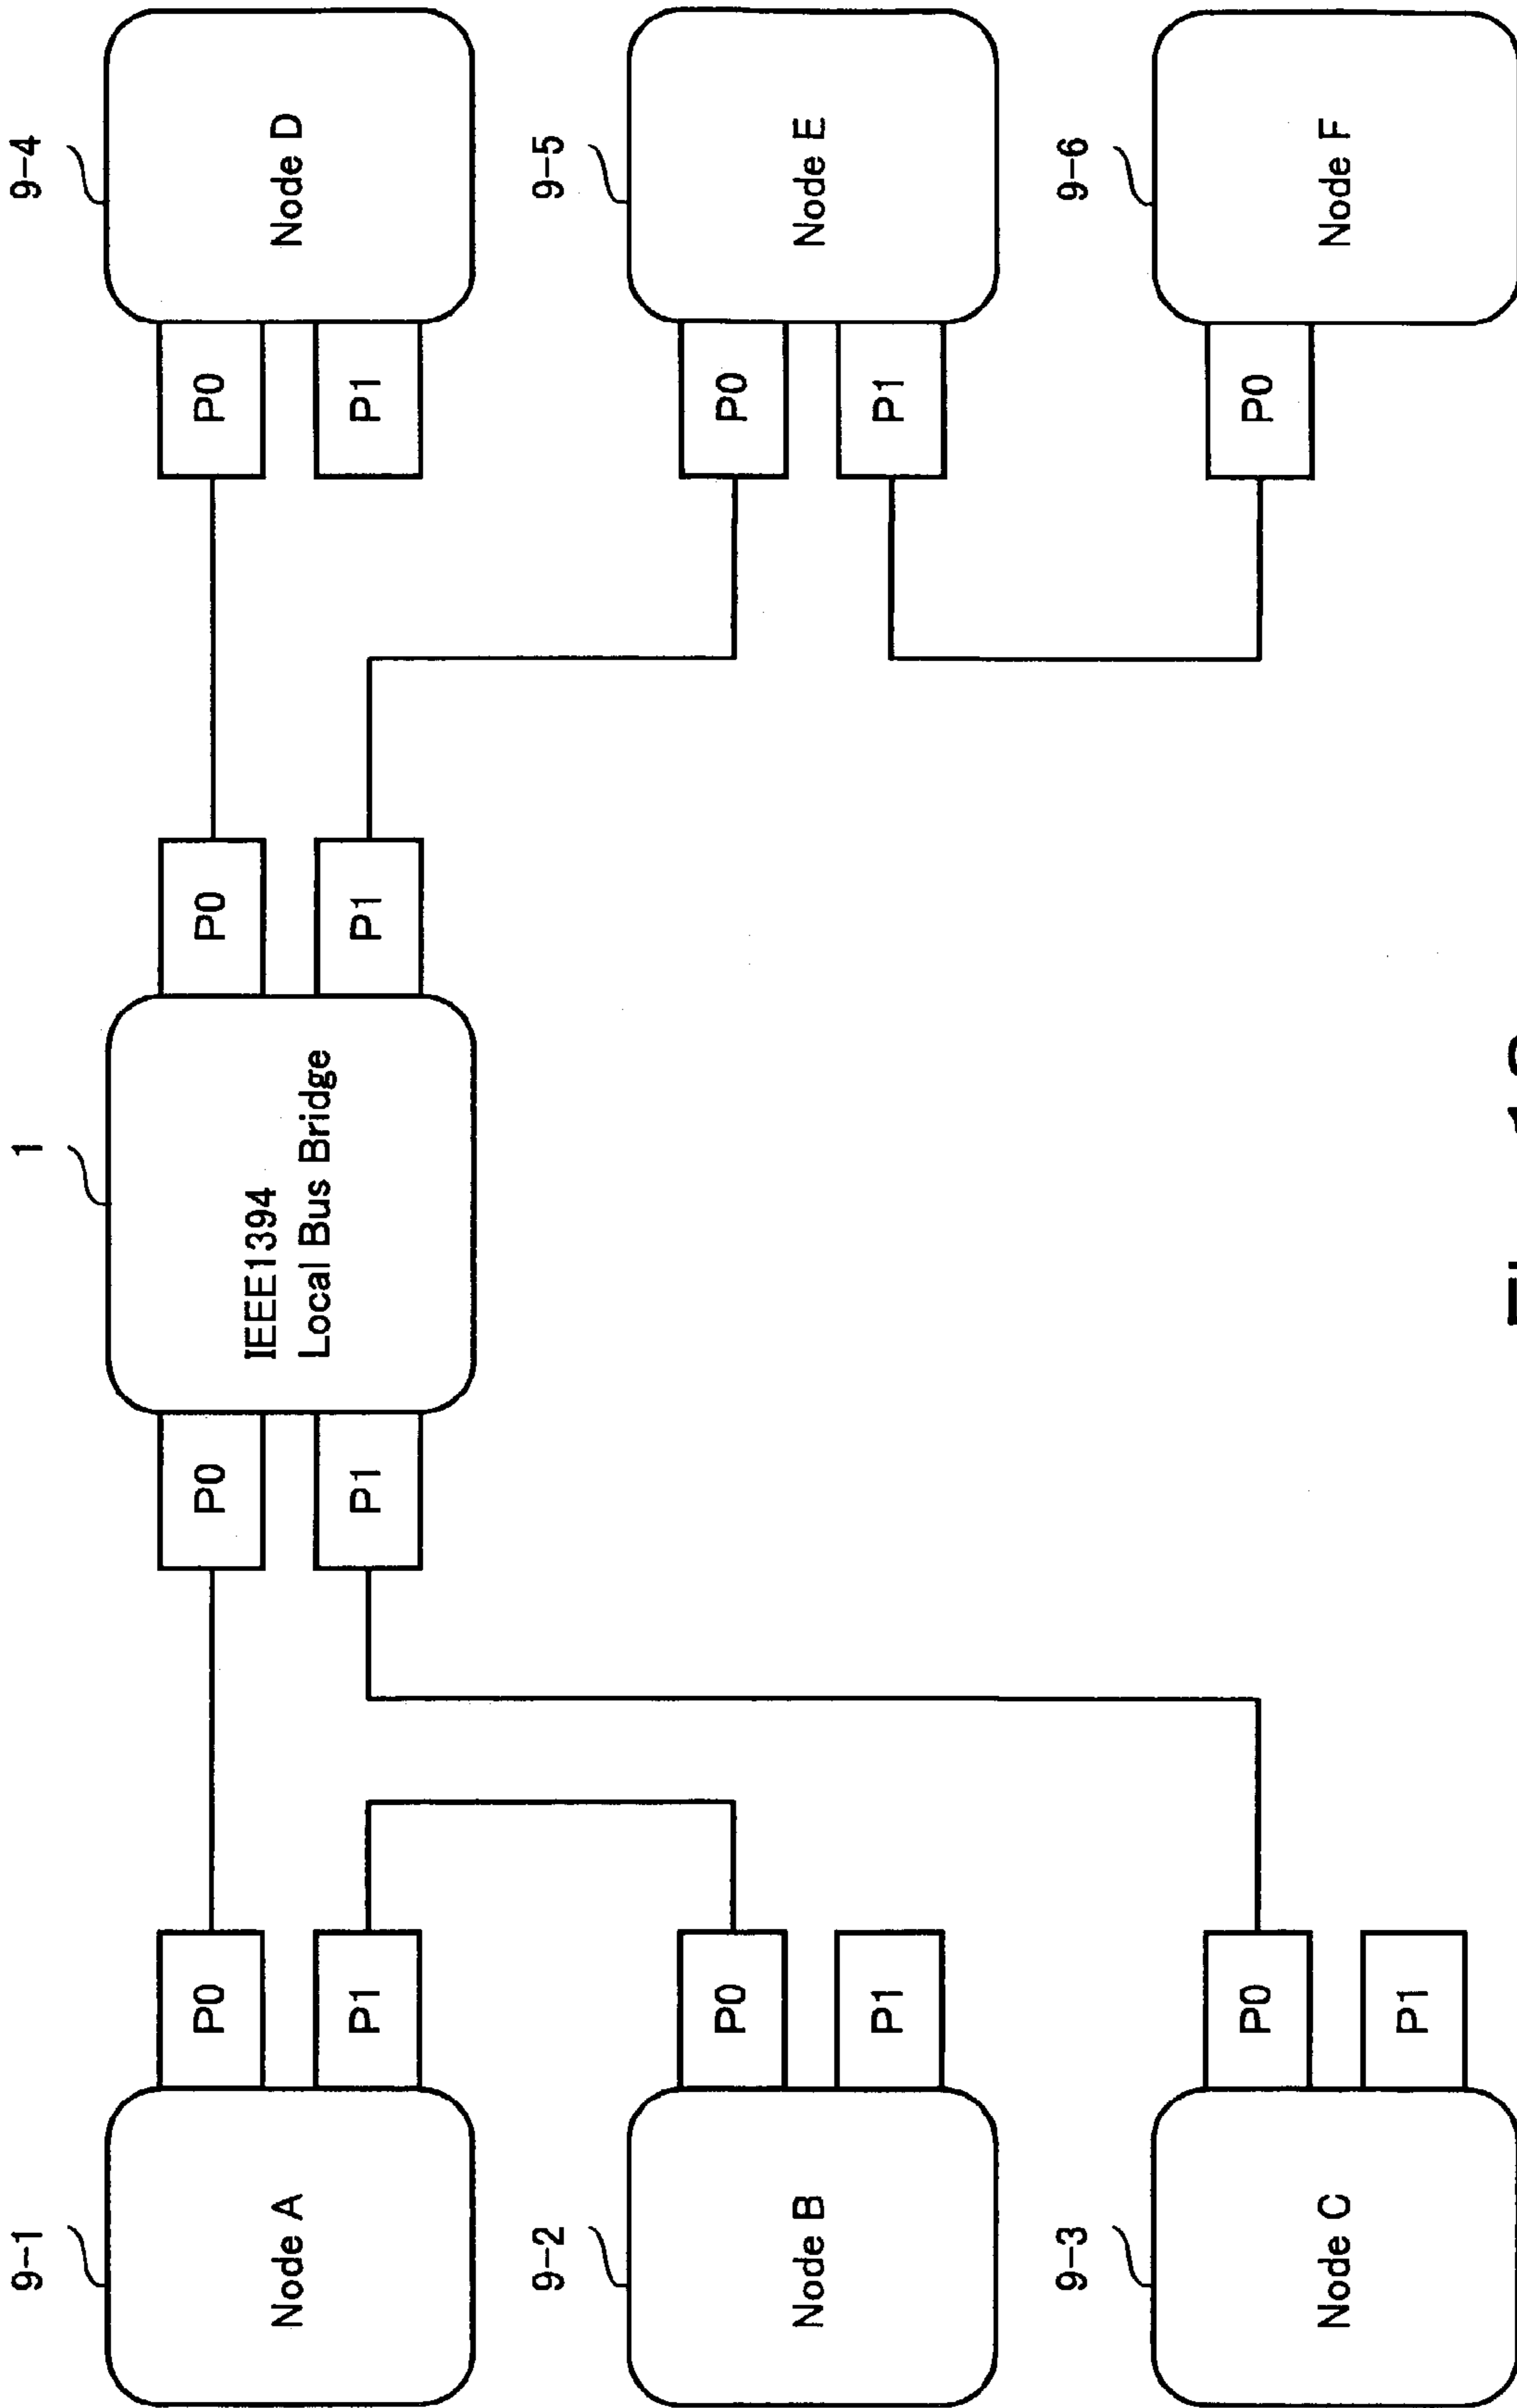 9-1
1
9-4
P0
P0
P0
P0
Node A
IEEE1394
Local Bus Bridge
Node D
P1
P1
P1
P1
9-2
9-5
P0
P0
Node B
Node E
P1
P1
9-3
9-6
P0
P0
Node C
Node F
P1